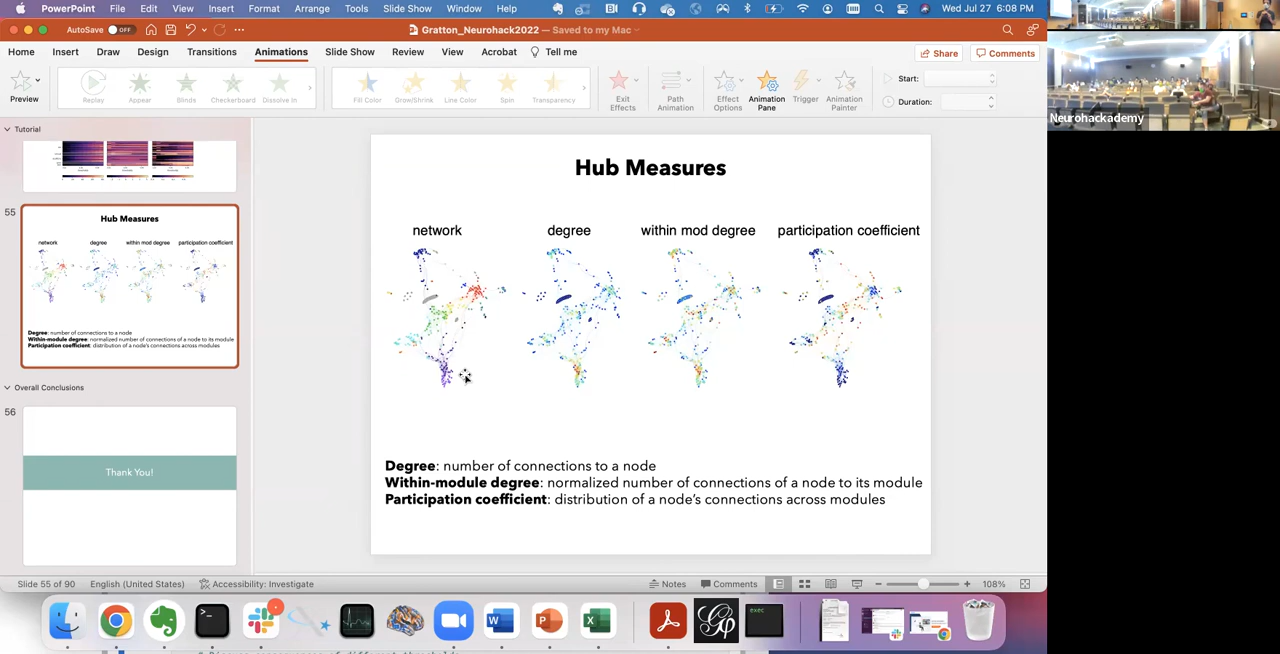 PowerPoint File Edit View Insert Format Arrange Tools Slide Show Window Help Wed Jul 27 6:08 PM
AutoSave OFF Gratton_Neurohack2022 — Saved to my Mac
Home Insert Draw Design Transitions Animations Slide Show Review View Acrobat Tell me Share Comments
Preview Replay Appear Blinds Checkerboard Dissolve In Fill Color Grow/Shrink Line Color Spin Transparency Exit Effects Path Animation Effect Options Animation Pane Trigger Animation Painter Start:
Duration:
Neurohackademy
Tutorial
55
Hub Measures
network degree within mod degree participation coefficient
Degree: number of connections to a node
Within-module degree: normalized number of connections of a node to its module
Participation coefficient: distribution of a node's connections across modules
Overall Conclusions
56
Thank You!
Hub Measures
network degree within mod degree participation coefficient
Degree: number of connections to a node
Within-module degree: normalized number of connections of a node to its module
Participation coefficient: distribution of a node's connections across modules
Slide 55 of 90 English (United States) Accessibility: Investigate Notes Comments 108%